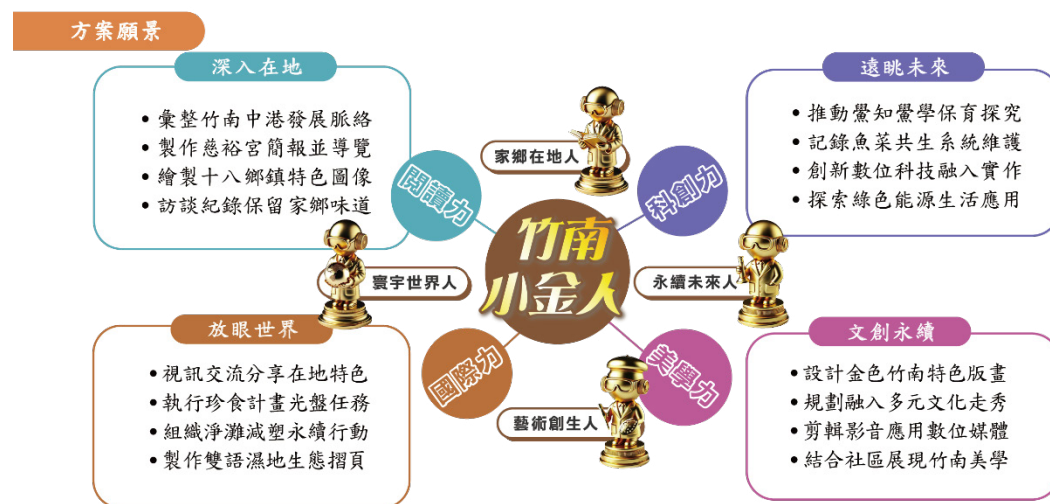 方案願景
深入在地
• 彙整竹南中港發展脈絡
• 製作慈裕宮簡報並導覽
• 繪製十八鄉鎮特色圖像
• 訪談紀錄保留家鄉味道
閱讀力
家鄉在地人
科創力
遠眺未來
• 推動鱟知鱟學保育探究
• 記錄魚菜共生系統維護
• 創新數位科技融入實作
• 探索綠色能源生活應用
竹南
小金人
寰宇世界人
永續未來人
放眼世界
• 視訊交流分享在地特色
• 執行珍食計畫光盤任務
• 組織淨灘減塑永續行動
• 製作雙語濕地生態摺頁
國際力
藝術創生人
美學力
文創永續
• 設計金色竹南特色版畫
• 規劃融入多元文化走秀
• 剪輯影音應用數位媒體
• 結合社區展現竹南美學